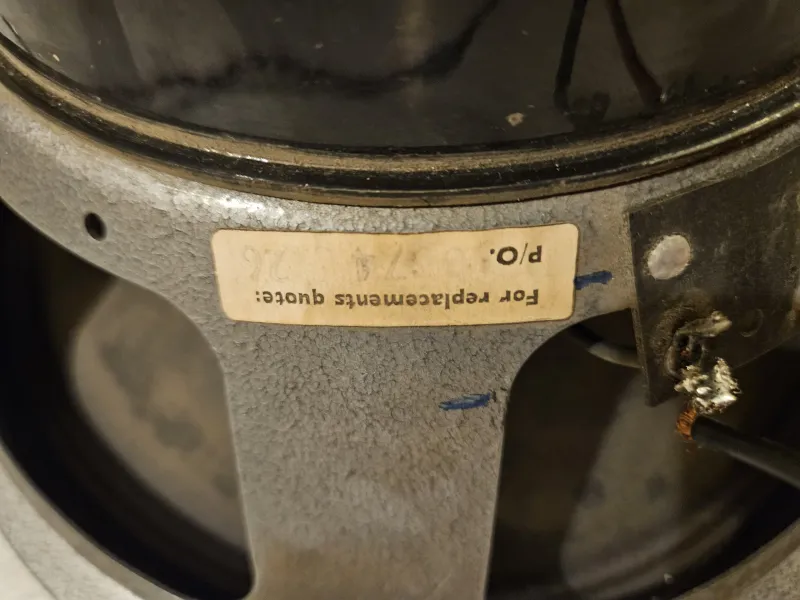 For replacements quote:
P/O.